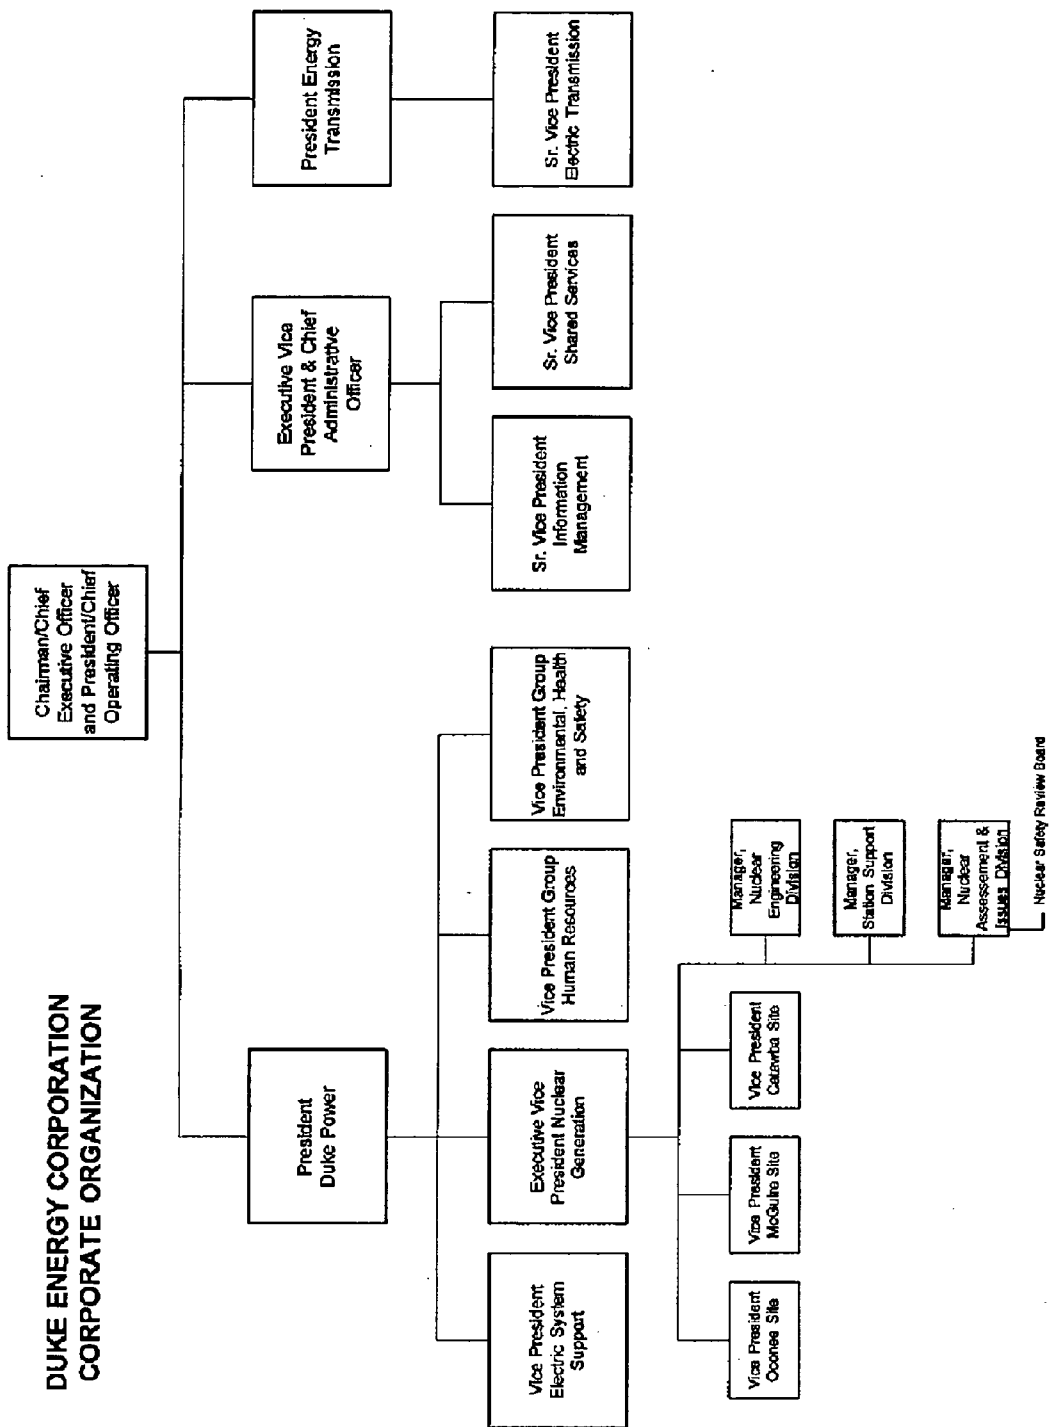 DUKE ENERGY CORPORATION
CORPORATE ORGANIZATION
Chairman/Chief
Executive Officer
and President/Chief
Operating Officer
President
Duke Power
Executive Vice
President & Chief
Administrative
Officer
President Energy
Transmission
Vice President
Electric System
Support
Executive Vice
President Nuclear
Generation
Vice President Group
Human Resources
Vice President Group
Environmental, Health
and Safety
Sr. Vice President
Information
Management
Sr. Vice President
Shared Services
Sr. Vice President
Electric Transmission
Vice President
Oconee Site
Vice President
McGuire Site
Vice President
Catawba Site
Manager,
Nuclear
Engineering
Division
Manager,
Station Support
Division
Manager,
Nuclear
Assessement &
Issues Division
Nuclear Safety Review Board